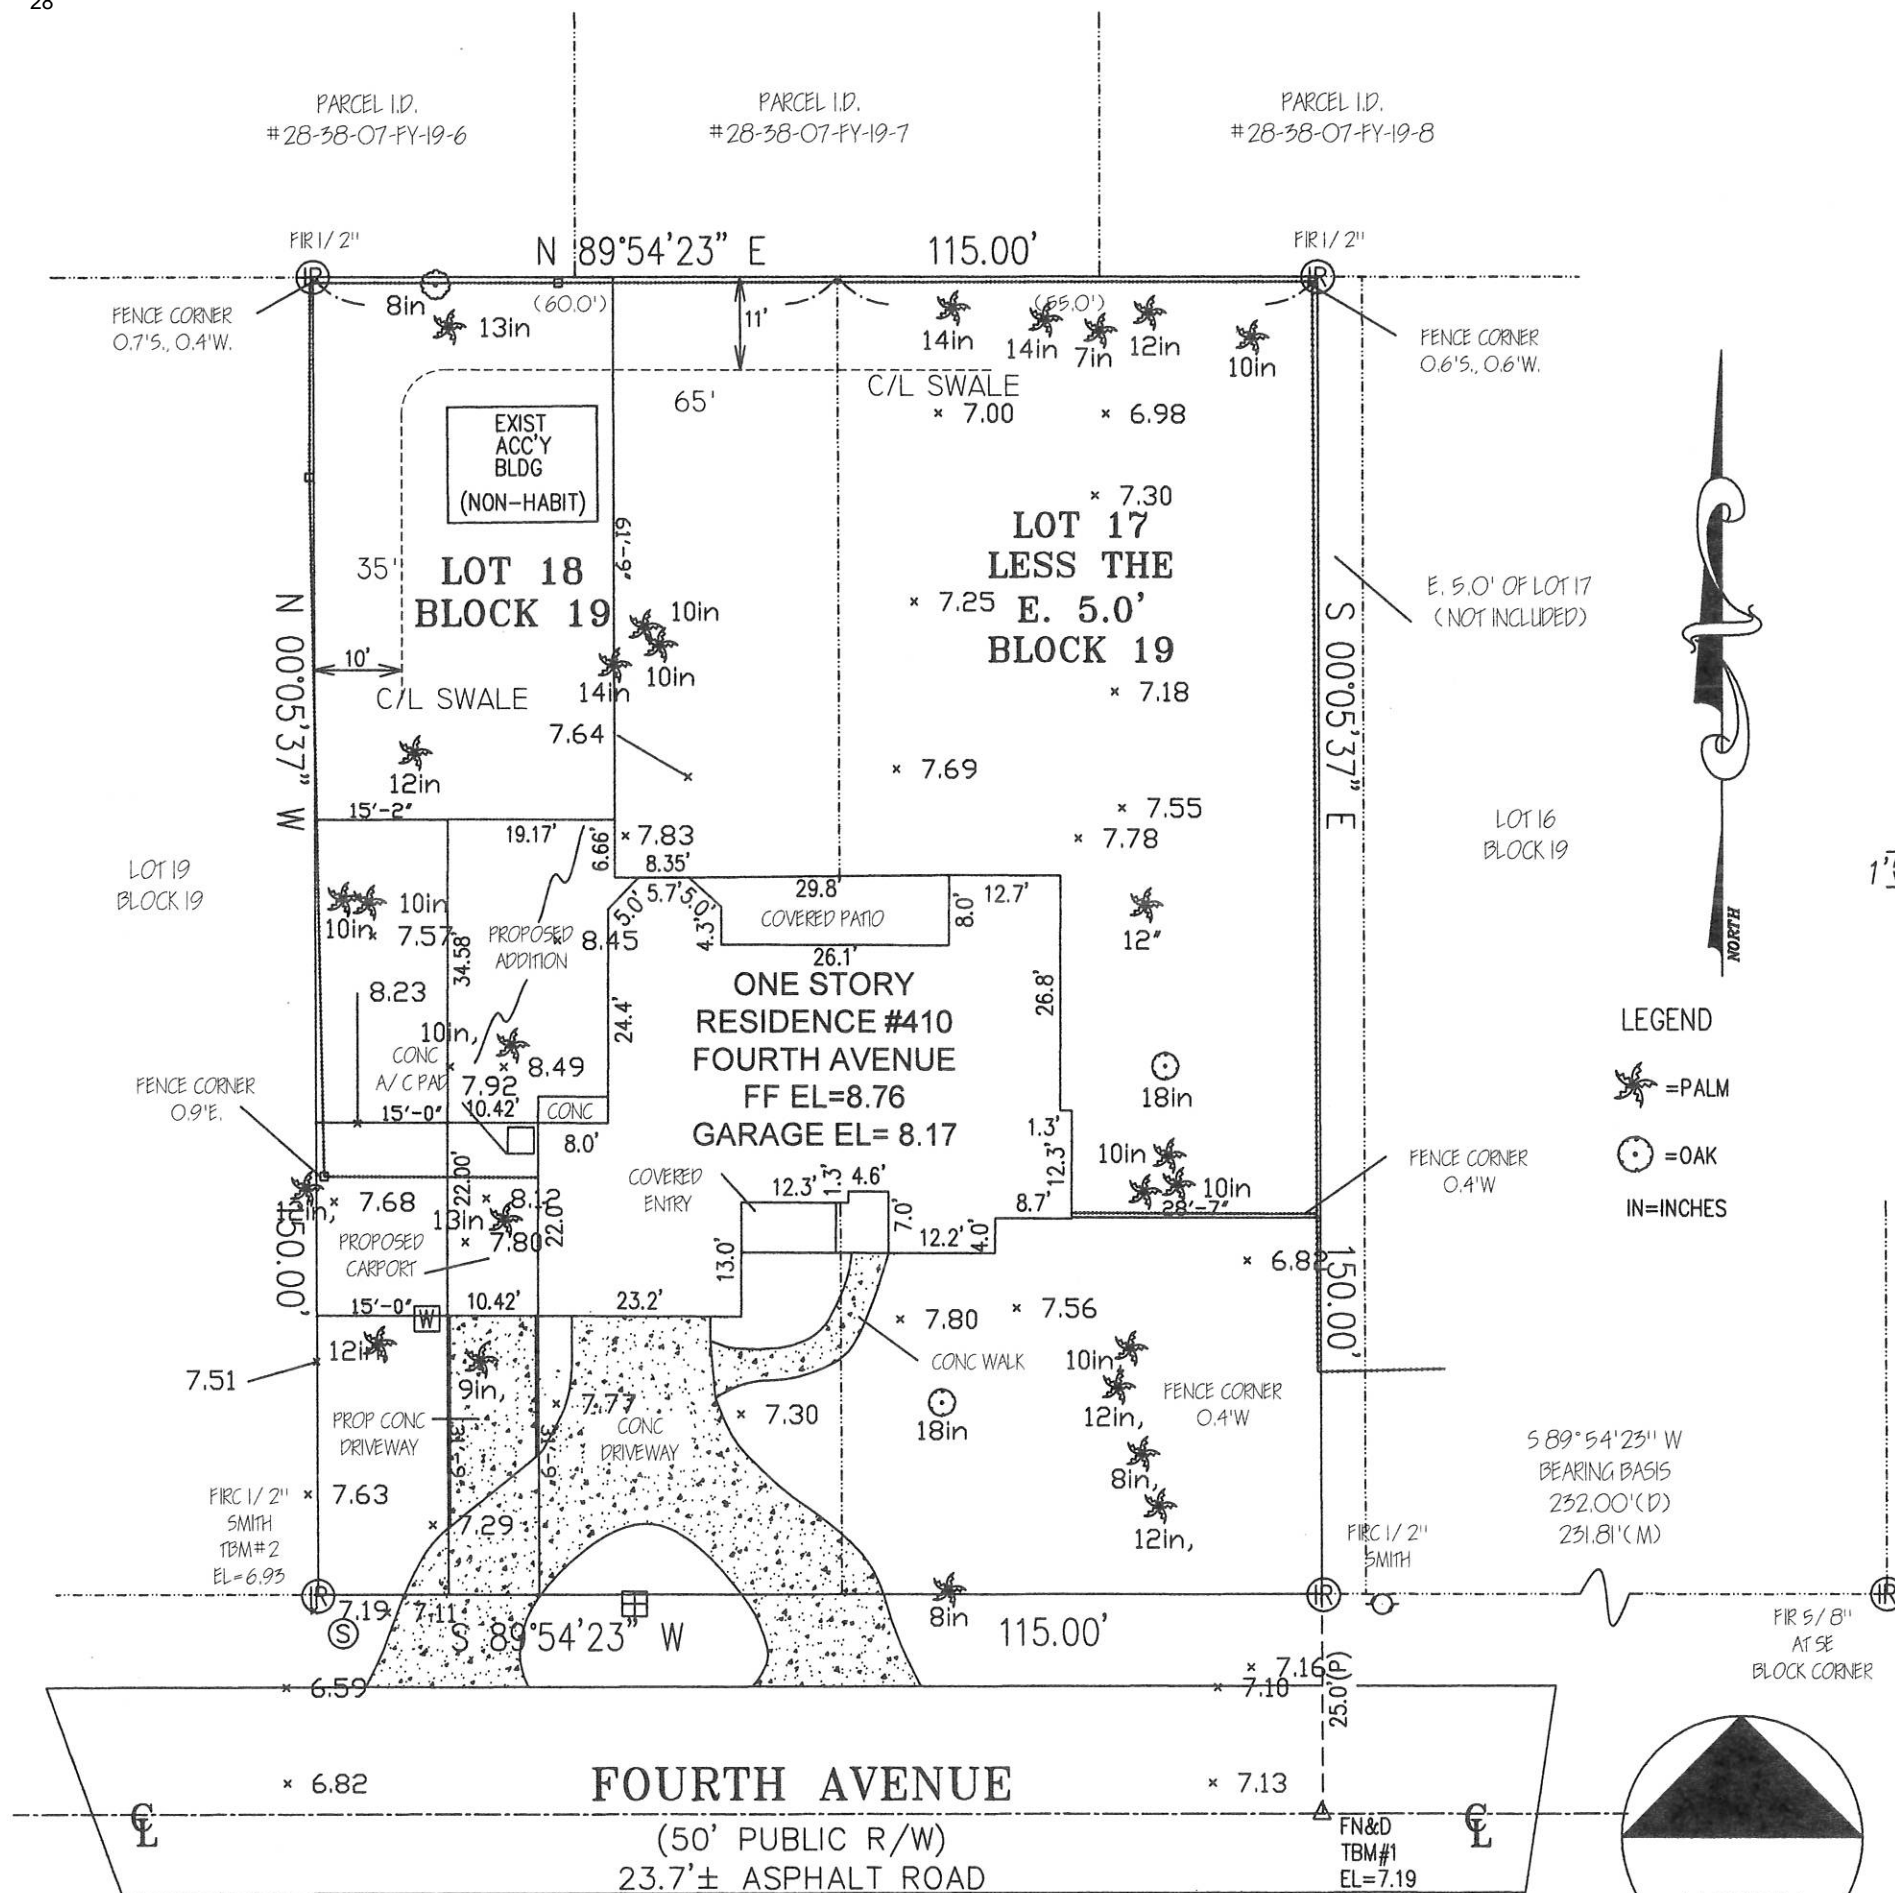 28
PARCEL I.D.
#28-38-07-FY-19-6
PARCEL I.D.
#28-38-07-FY-19-7
PARCEL I.D.
#28-38-07-FY-19-8
FIR 1/2"
N 89°54'23" E
115.00'
FIR 1/2"
IR
IR
FENCE CORNER
0.7'S., 0.4'W.
8in
13in
(60.0')
11'
14in
(55.0')
14in
7in
12in
10in
FENCE CORNER
0.6'S., 0.6'W.
C/L SWALE
65'
7.00
6.98
EXIST
ACC'Y
BLDG
(NON-HABIT)
61'-9"
7.30
LOT 17
LESS THE
E. 5.0'
BLOCK 19
35'
LOT 18
BLOCK 19
E. 5.0' OF LOT 17
(NOT INCLUDED)
N 00°05'37" W
150.00'
S 00°05'37" E
150.00'
7.25
10in
10in
14in
10'
C/L SWALE
7.18
7.64
12in
7.69
7.55
7.78
15'-2"
19.17'
6.66'
7.83
8.35'
LOT 16
BLOCK 19
LOT 19
BLOCK 19
5.0'
5.7'
5.0'
4.3'
29.8'
COVERED PATIO
26.1'
8.0'
12.7'
10in
10in
7.57
34.58'
PROPOSED
ADDITION
8.45
12"
NORTH
8.23
24.4'
26.8'
ONE STORY
RESIDENCE #410
FOURTH AVENUE
FF EL=8.76
GARAGE EL= 8.17
10in,
CONC
A/C PAD
7.92
8.49
LEGEND
=PALM
=OAK
IN=INCHES
FENCE CORNER
0.9'E.
15'-0"
10.42'
CONC
8.0'
18in
1.3'
12.3'
10in
10in
28'-7"
FENCE CORNER
0.4'W
COVERED
ENTRY
12.3'
1.3'
4.6'
7.0'
8.7'
12.2'
4.0'
7.68
22.00'
8.12
13in
7.80
22.0'
13.0'
PROPOSED
CARPORT
6.82
15'-0"
W
10.42'
23.2'
7.80
7.56
12in
7.51
9in,
CONC WALK
10in
12in,
FENCE CORNER
0.4'W
7.77
7.30
18in
PROP CONC
DRIVEWAY
31'-9"
31'-9"
CONC
DRIVEWAY
8in,
12in,
S 89°54'23" W
BEARING BASIS
232.00'(D)
231.81'(M)
FIRC 1/2"
SMITH
TBM#2
EL=6.93
7.63
7.29
FIRC 1/2"
SMITH
IR
IR
IR
7.19
7.11
S
S 89°54'23" W
8in
115.00'
FIR 5/8"
AT SE
BLOCK CORNER
6.59
7.16
7.10
25.0'(P)
6.82
FOURTH AVENUE
7.13
CL
CL
(50' PUBLIC R/W)
23.7'± ASPHALT ROAD
FN&D
TBM#1
EL=7.19